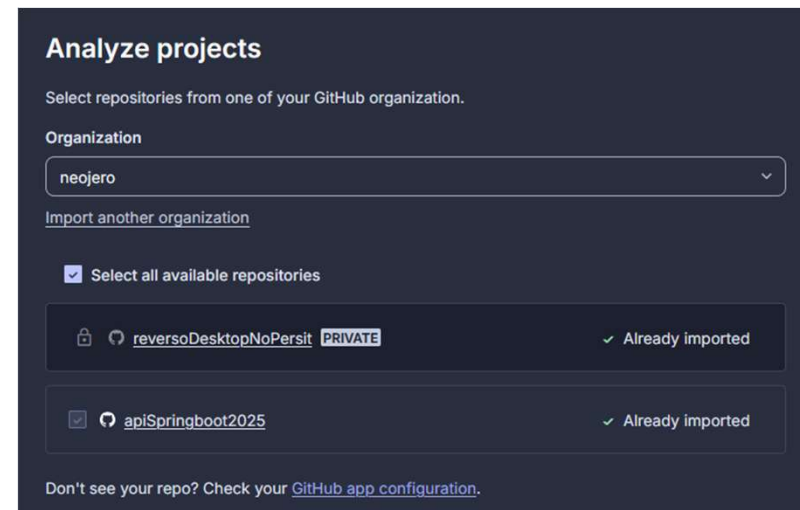 Analyze projects
Select repositories from one of your GitHub organization.
Organization
neojero
Import another organization
Select all available repositories
reversoDesktopNoPersit PRIVATE Already imported
apiSpringboot2025 Already imported
Don't see your repo? Check your GitHub app configuration.